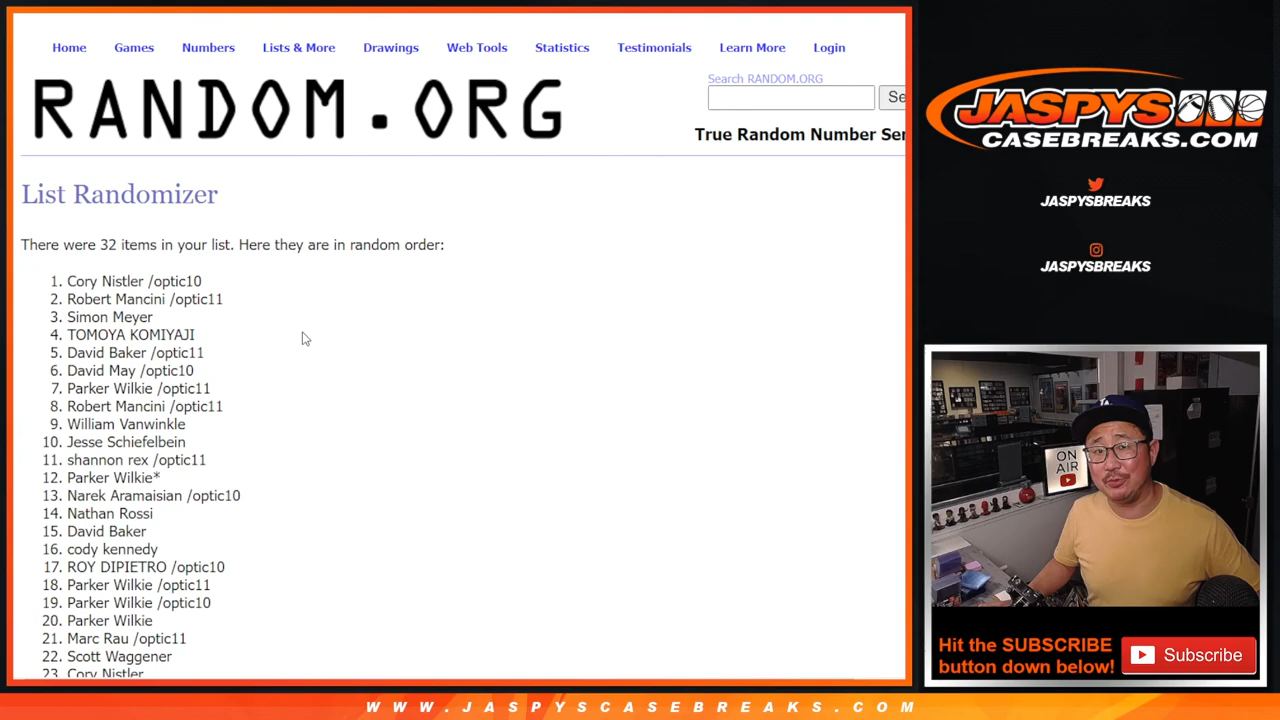 Home Games Numbers Lists & More Drawings Web Tools Statistics Testimonials Learn More Login
RANDOM.ORG
Search RANDOM.ORG
Se
True Random Number Ser
List Randomizer
There were 32 items in your list. Here they are in random order:
1. Cory Nistler /optic10
2. Robert Mancini /optic11
3. Simon Meyer
4. TOMOYA KOMIYAJI
5. David Baker /optic11
6. David May /optic10
7. Parker Wilkie /optic11
8. Robert Mancini /optic11
9. William Vanwinkle
10. Jesse Schiefelbein
11. shannon rex /optic11
12. Parker Wilkie*
13. Narek Aramaisian /optic10
14. Nathan Rossi
15. David Baker
16. cody kennedy
17. ROY DIPIETRO /optic10
18. Parker Wilkie /optic11
19. Parker Wilkie /optic10
20. Parker Wilkie
21. Marc Rau /optic11
22. Scott Waggener
23. Cory Nistler
JASPYS
CASEBREAKS.COM
JASPYSBREAKS
JASPYSBREAKS
ON
AIR
Hit the SUBSCRIBE
button down below!
Subscribe
WWW.JASPYSCASEBREAKS.COM